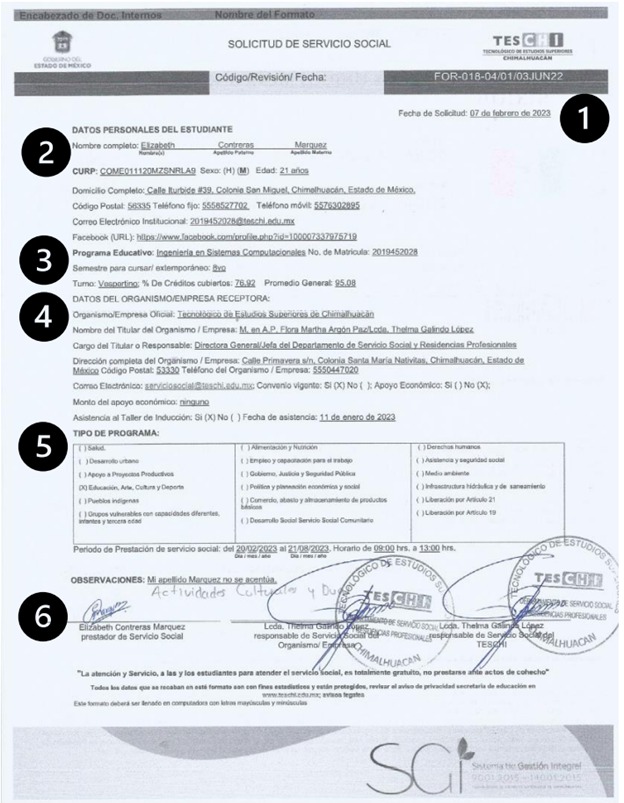 Encabezado de Doc. Internos Nombre del Formato
GOBIERNO DEL
ESTADO DE MÉXICO
SOLICITUD DE SERVICIO SOCIAL
TESCHI
TECNOLÓGICO DE ESTUDIOS SUPERIORES
CHIMALHUACÁN
Código/Revisión/ Fecha: FOR-018-04/01/03JUN22
1
Fecha de Solicitud: 07 de febrero de 2023
DATOS PERSONALES DEL ESTUDIANTE
2
Nombre completo: Elizabeth Contreras Marquez
Nombre(s) Apellido Paterno Apellido Materno
CURP: COME011120MZSNRLA9 Sexo: (H) (M) Edad: 21 años
Domicilio Completo: Calle Iturbide #39, Colonia San Miguel, Chimalhuacán, Estado de México.
Código Postal: 56335 Teléfono fijo: 5558527702 Teléfono móvil: 5576302895
Correo Electrónico Institucional: 2019452028@teschi.edu.mx
Facebook (URL): https://www.facebook.com/profile.php?id=100007337975719
3
Programa Educativo: Ingeniería en Sistemas Computacionales No. de Matricula: 2019452028
Semestre para cursar/ extemporáneo: 8vo
Turno: Vespertino; % De Créditos cubiertos: 76.92 Promedio General: 95.08
4
DATOS DEL ORGANISMO/EMPRESA RECEPTORA:
Organismo/Empresa Oficial: Tecnológico de Estudios Superiores de Chimalhuacán
Nombre del Titular del Organismo / Empresa: M. en A.P. Flora Martha Argón Paz/Lcda. Thelma Galindo López
Cargo del Titular o Responsable: Directora General/Jefa del Departamento de Servicio Social y Residencias Profesionales
Dirección completa del Organismo / Empresa: Calle Primavera s/n, Colonia Santa María Nativitas, Chimalhuacán, Estado de
México Código Postal: 53330 Teléfono del Organismo / Empresa: 5550447020
Correo Electrónico: serviciosocial@teschi.edu.mx; Convenio vigente: Si (X) No ( ); Apoyo Económico: Si ( ) No (X);
Monto del apoyo económico: ninguno
Asistencia al Taller de Inducción: Si (X) No ( ) Fecha de asistencia: 11 de enero de 2023
5
TIPO DE PROGRAMA:
( ) Salud. ( ) Alimentación y Nutrición ( ) Derechos humanos
( ) Desarrollo urbano ( ) Empleo y capacitación para el trabajo ( ) Asistencia y seguridad social
( ) Apoyo a Proyectos Productivos ( ) Gobierno, Justicia y Seguridad Pública ( ) Medio ambiente
(X) Educación, Arte, Cultura y Deporte ( ) Política y planeación económica y social ( ) Infraestructura hidráulica y de saneamiento
( ) Pueblos indígenas ( ) Comercio, abasto y almacenamiento de productos básicos ( ) Liberación por Artículo 21
( ) Grupos vulnerables con capacidades diferentes, infantes y tercera edad ( ) Desarrollo Social Servicio Social Comunitario ( ) Liberación por Artículo 19
Periodo de Prestación de servicio social: del 20/02/2023 al 21/08/2023. Horario de 09:00 hrs. a 13:00 hrs.
Día / mes / año Día / mes / año
OBSERVACIONES: Mi apellido Marquez no se acentúa.
Actividades Culturales y
6
Elizabeth Contreras Marquez Lcda. Thelma Galindo López Lcda. Thelma Galindo López
prestador de Servicio Social responsable de Servicio Social del responsable de Servicio Social del
Organismo/ Empresa TESCHI
TECNOLÓGICO DE ESTUDIOS SU
TESCHI
DEPARTAMENTO DE SERVICIO SOCIAL
RESIDENCIAS PROFESIONALES
CHIMALHUACAN
TECNOLÓGICO DE ESTUDIOS
TESCHI
DEPARTAMENTO DE SERVICIO SOCIAL
RESIDENCIAS PROFESIONALES
CHIMALHUACAN
"La atención y Servicio, a las y los estudiantes para atender el servicio social, es totalmente gratuito, no prestarse ante actos de cohecho"
Todos los datos que se recaban en esté formato son con fines estadísticos y están protegidos, revisar al aviso de privacidad secretaria de educación en
www.edu.mx; avisos legales
Este formato deberá ser llenado en computadora con letras mayúsculas y minúsculas
SGI
Sistema de Gestión Integral
9001:2015 - 14001:2015